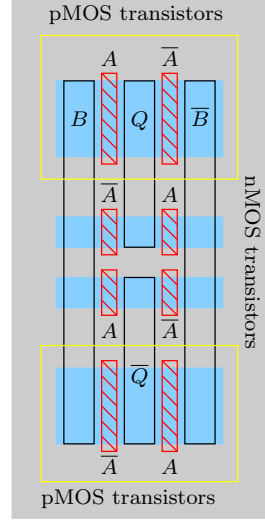 pMOS transistors
A A̅
B Q B̅
A̅ A
nMOS transistors
A A̅
Q̅
A̅ A
pMOS transistors